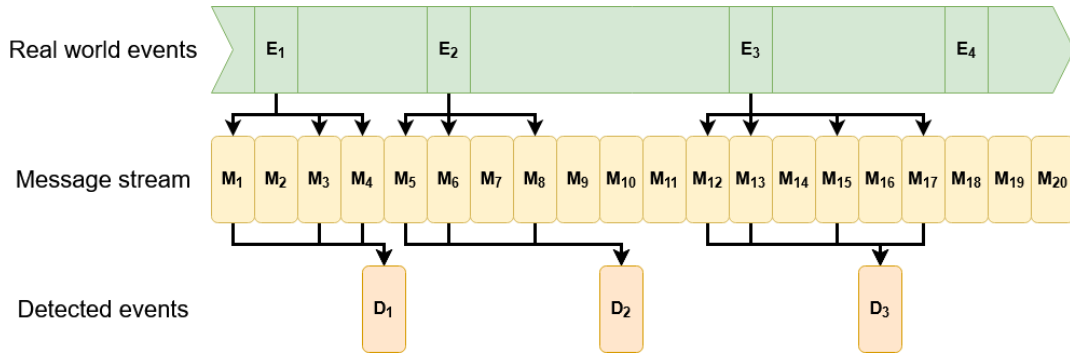 Real world events
E1
E2
E3
E4
Message stream
M1
M2
M3
M4
M5
M6
M7
M8
M9
M10
M11
M12
M13
M14
M15
M16
M17
M18
M19
M20
Detected events
D1
D2
D3